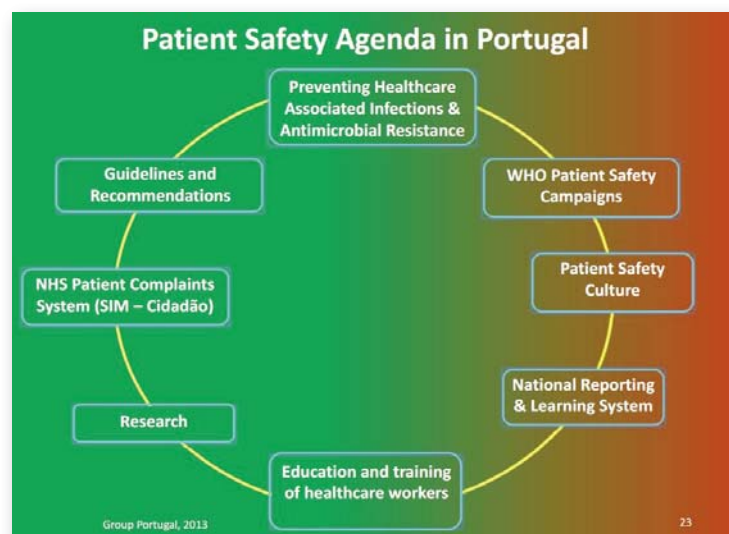 Patient Safety Agenda in Portugal
Preventing Healthcare
Associated Infections &
Antimicrobial Resistance
WHO Patient Safety
Campaigns
Patient Safety
Culture
National Reporting
& Learning System
Education and training
of healthcare workers
Research
NHS Patient Complaints
System (SIM – Cidadão)
Guidelines and
Recommendations
Group Portugal, 2013
23